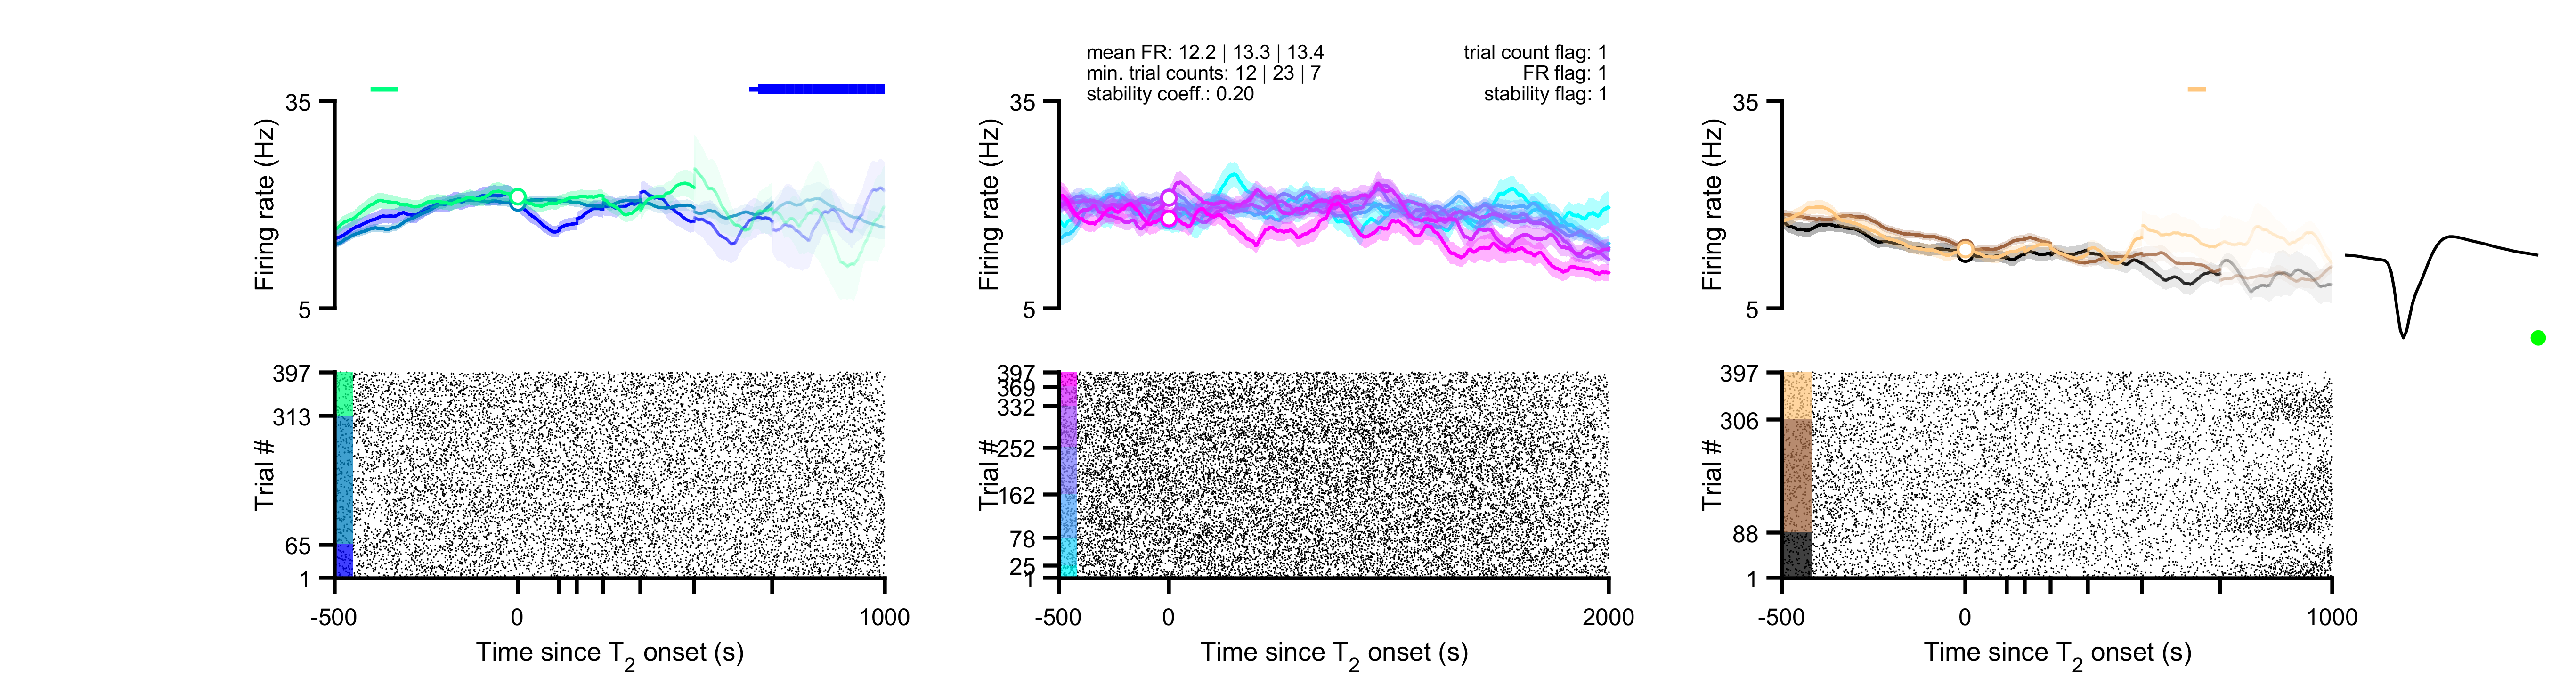 mean FR: 12.2 | 13.3 | 13.4
min. trial counts: 12 | 23 | 7
stability coeff.: 0.20
trial count flag: 1
FR flag: 1
stability flag: 1
35
5
Firing rate (Hz)
35
5
Firing rate (Hz)
35
5
Firing rate (Hz)
397
313
65
1
Trial #
-500
0
1000
Time since T2 onset (s)
397
369
332
252
162
78
25
1
Trial #
-500
0
2000
Time since T2 onset (s)
397
306
88
1
Trial #
-500
0
1000
Time since T2 onset (s)